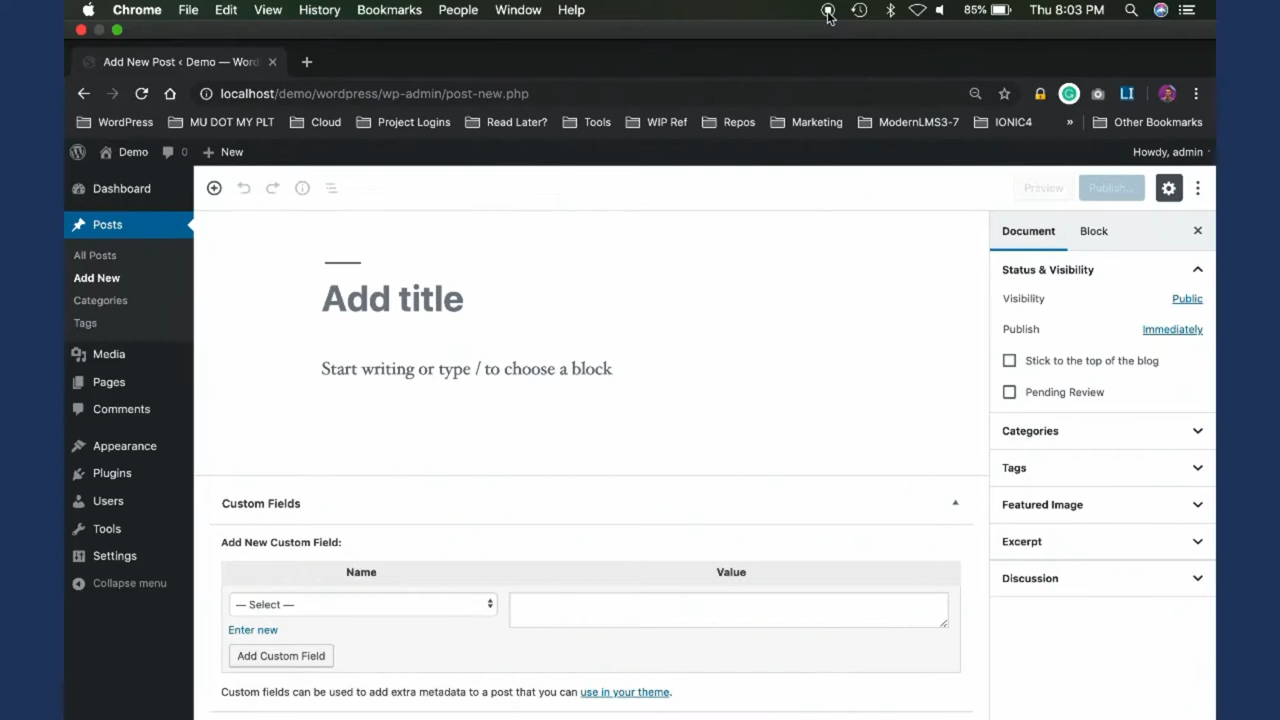 Chrome File Edit View History Bookmarks People Window Help 85% Thu 8:03 PM
Add New Post ‹ Demo — Word
localhost/demo/wordpress/wp-admin/post-new.php LI
WordPress MU DOT MY PLT Cloud Project Logins Read Later? Tools WIP Ref Repos Marketing ModernLMS3-7 IONIC4 » Other Bookmarks
Demo 0 New Howdy, admin
Dashboard
Posts
All Posts
Add New
Categories
Tags
Media
Pages
Comments
Appearance
Plugins
Users
Tools
Settings
Collapse menu
Preview Publish...
Add title
Start writing or type / to choose a block
Custom Fields
Add New Custom Field:
Name Value
— Select —
Enter new
Add Custom Field
Custom fields can be used to add extra metadata to a post that you can use in your theme.
Document Block
Status & Visibility
Visibility Public
Publish Immediately
Stick to the top of the blog
Pending Review
Categories
Tags
Featured Image
Excerpt
Discussion